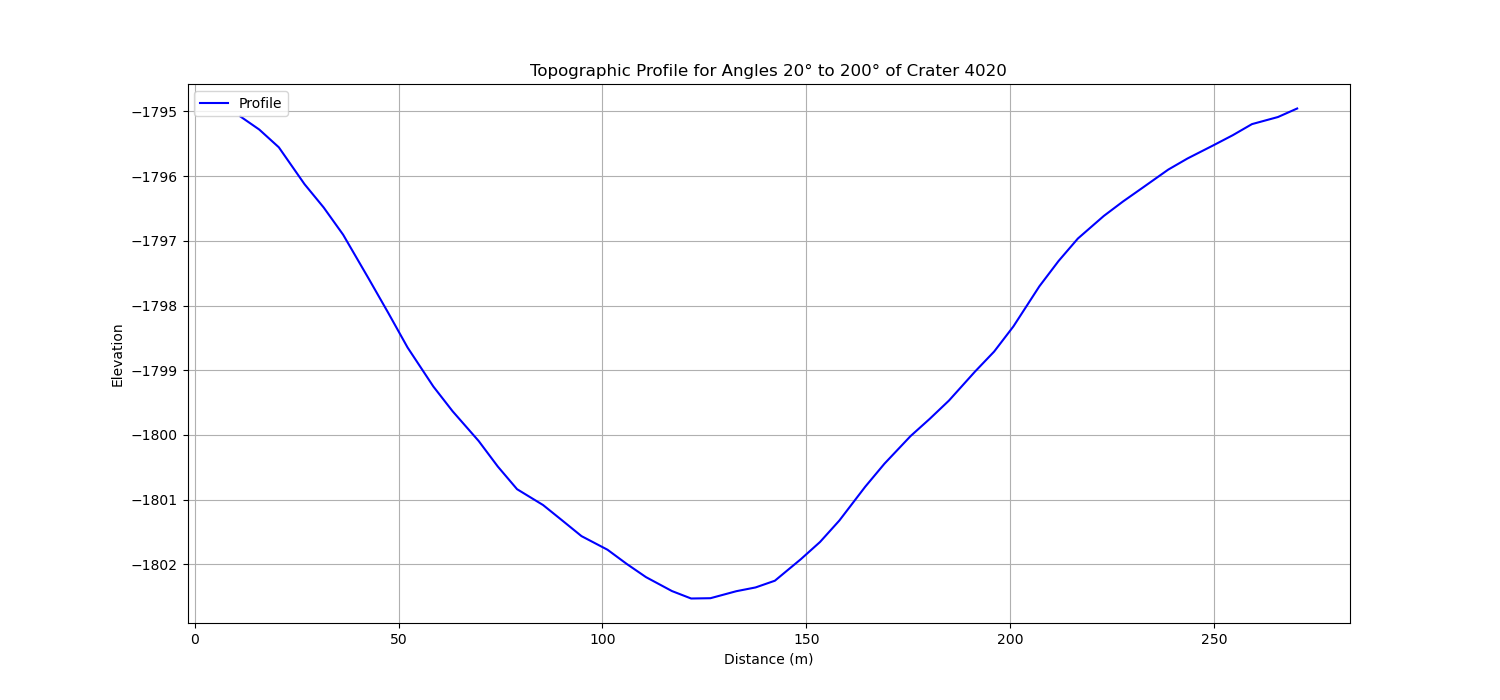 Topographic Profile for Angles 20° to 200° of Crater 4020
Profile
−1795
−1796
−1797
−1798
−1799
−1800
−1801
−1802
Elevation
0 50 100 150 200 250
Distance (m)